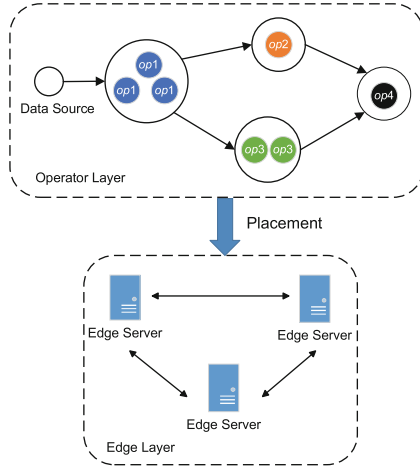 op1
op1 op1
op2
Data Source
op4
op3 op3
Operator Layer
Placement
Edge Server
Edge Server
Edge Server
Edge Layer